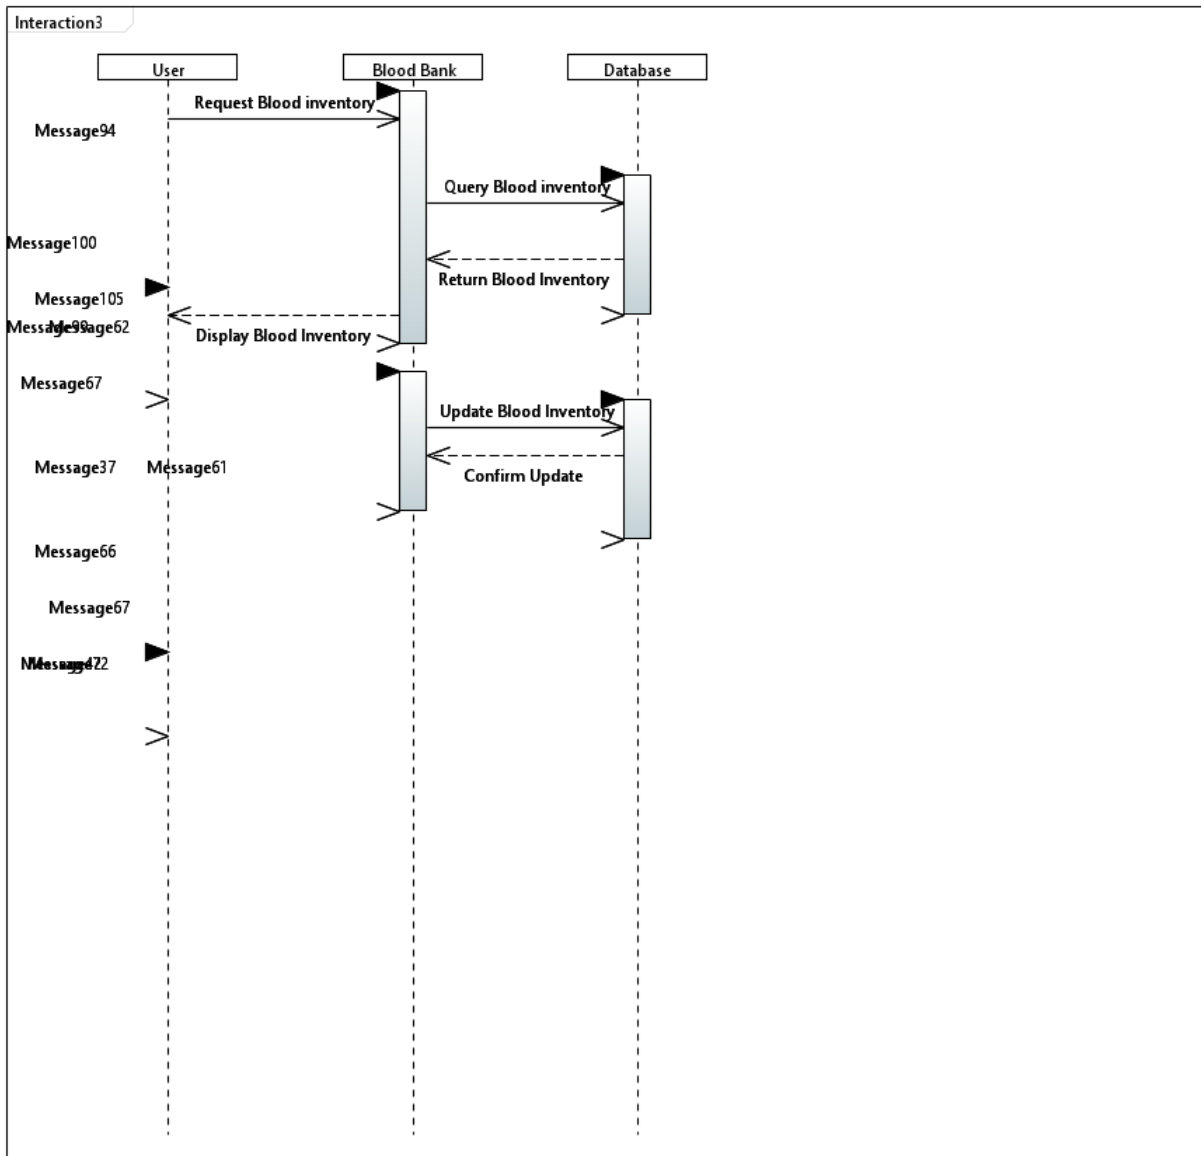 Interaction3
User
Blood Bank
Database
Request Blood inventory
Message94
Query Blood inventory
Message100
Return Blood Inventory
Message105
Message62
Display Blood Inventory
Message67
Update Blood Inventory
Message37
Message61
Confirm Update
Message66
Message67